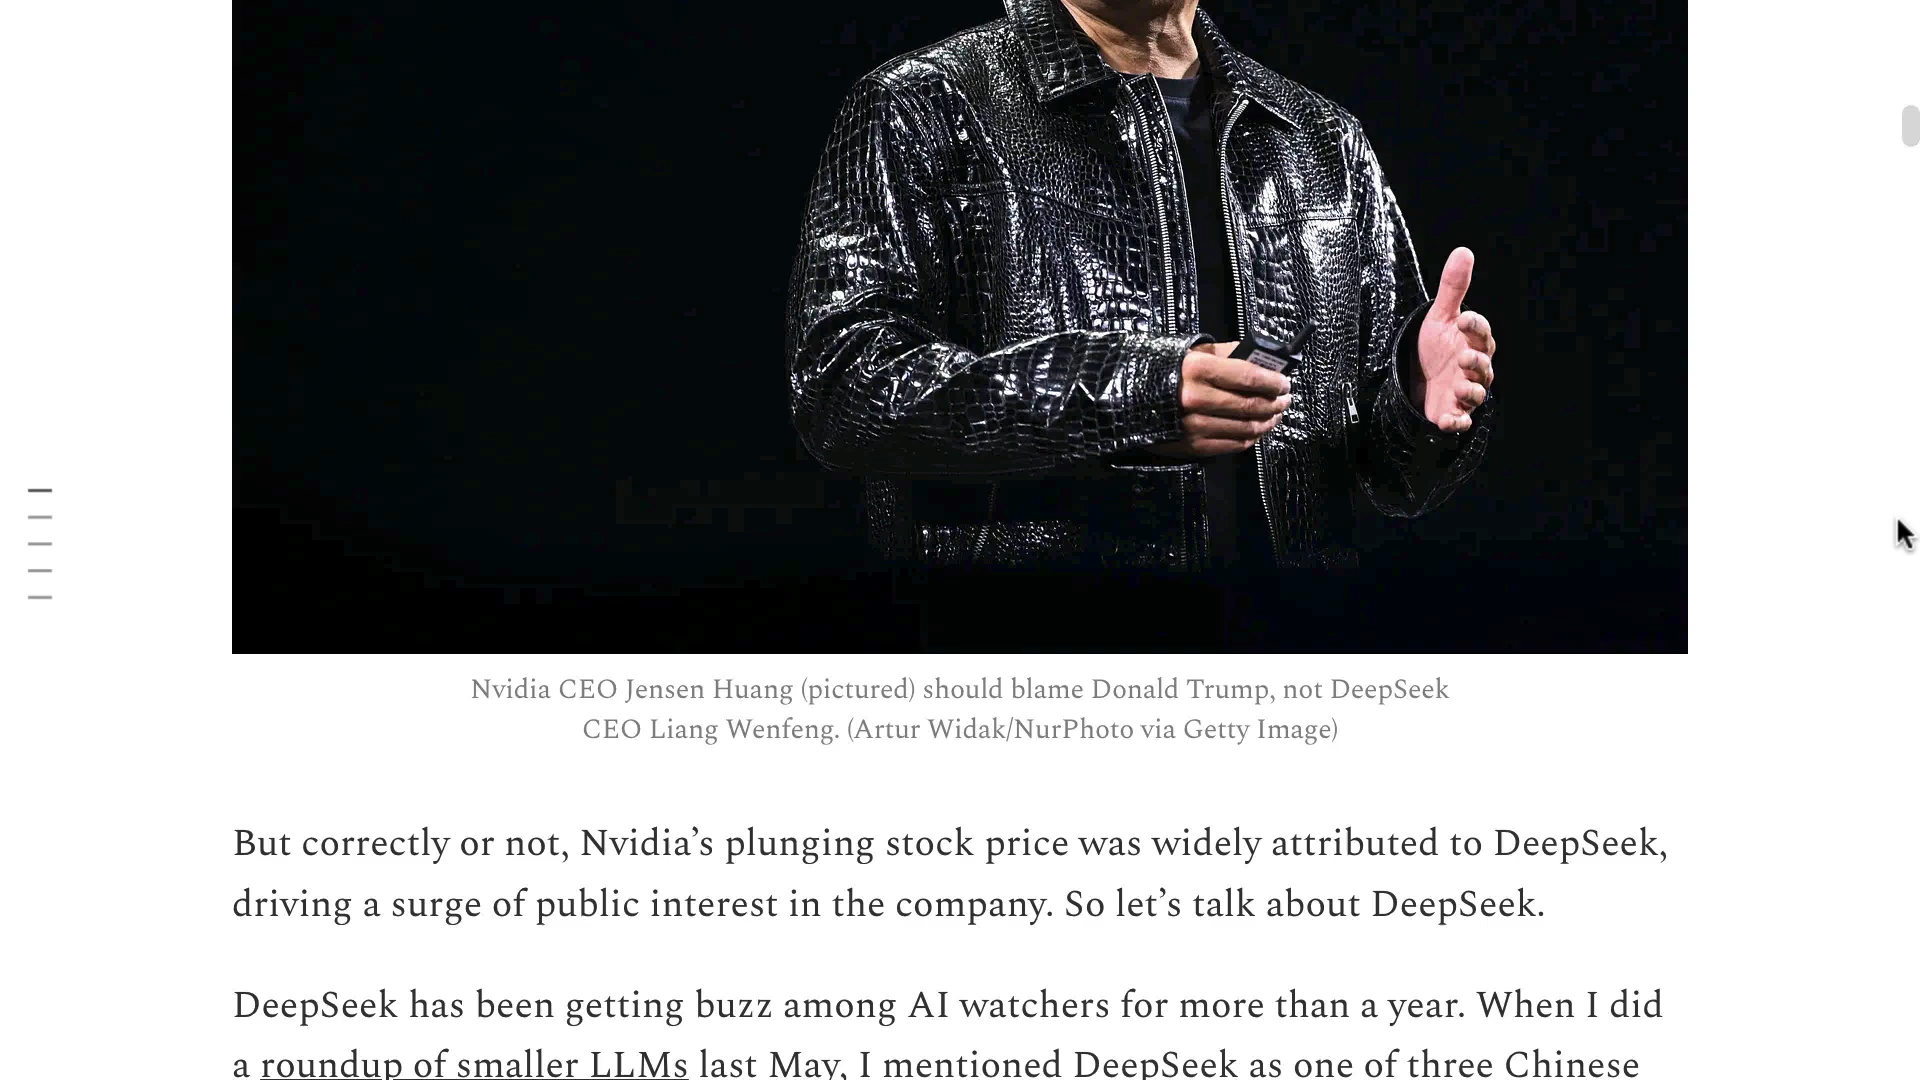 Nvidia CEO Jensen Huang (pictured) should blame Donald Trump, not DeepSeek
CEO Liang Wenfeng. (Artur Widak/NurPhoto via Getty Image)
But correctly or not, Nvidia’s plunging stock price was widely attributed to DeepSeek,
driving a surge of public interest in the company. So let’s talk about DeepSeek.
DeepSeek has been getting buzz among AI watchers for more than a year. When I did
a roundup of smaller LLMs last May, I mentioned DeepSeek as one of three Chinese